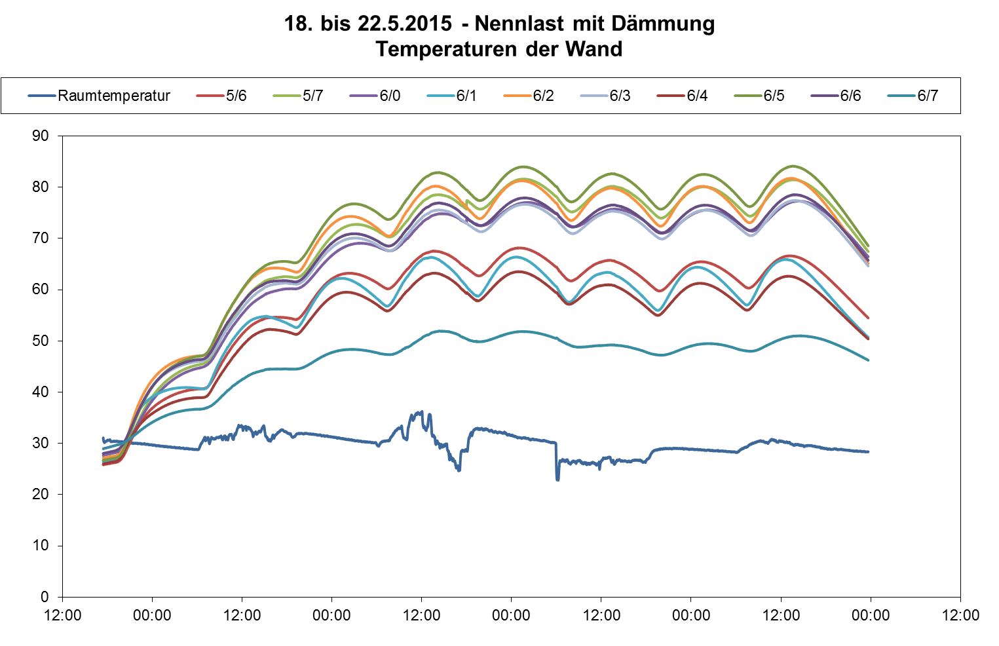 18. bis 22.5.2015 - Nennlast mit Dämmung
Temperaturen der Wand
Raumtemperatur 5/6 5/7 6/0 6/1 6/2 6/3 6/4 6/5 6/6 6/7
90
80
70
60
50
40
30
20
10
0
12:00 00:00 12:00 00:00 12:00 00:00 12:00 00:00 12:00 00:00 12:00